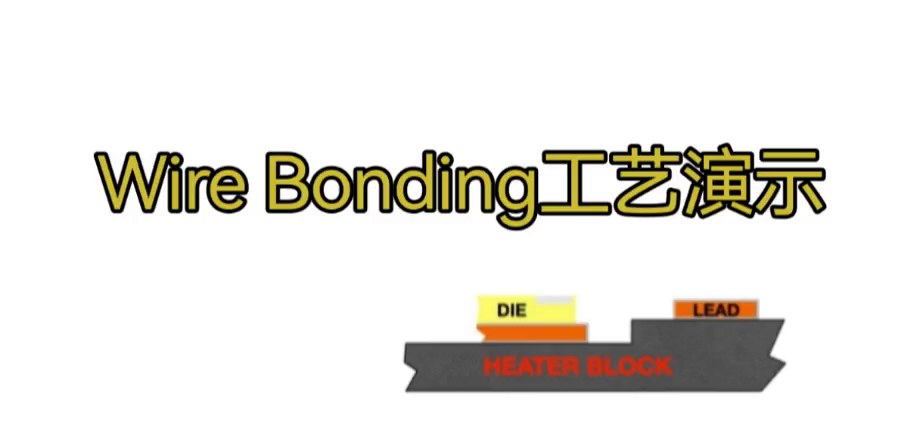 Wire Bonding工艺演示
DIE
LEAD
HEATER BLOCK